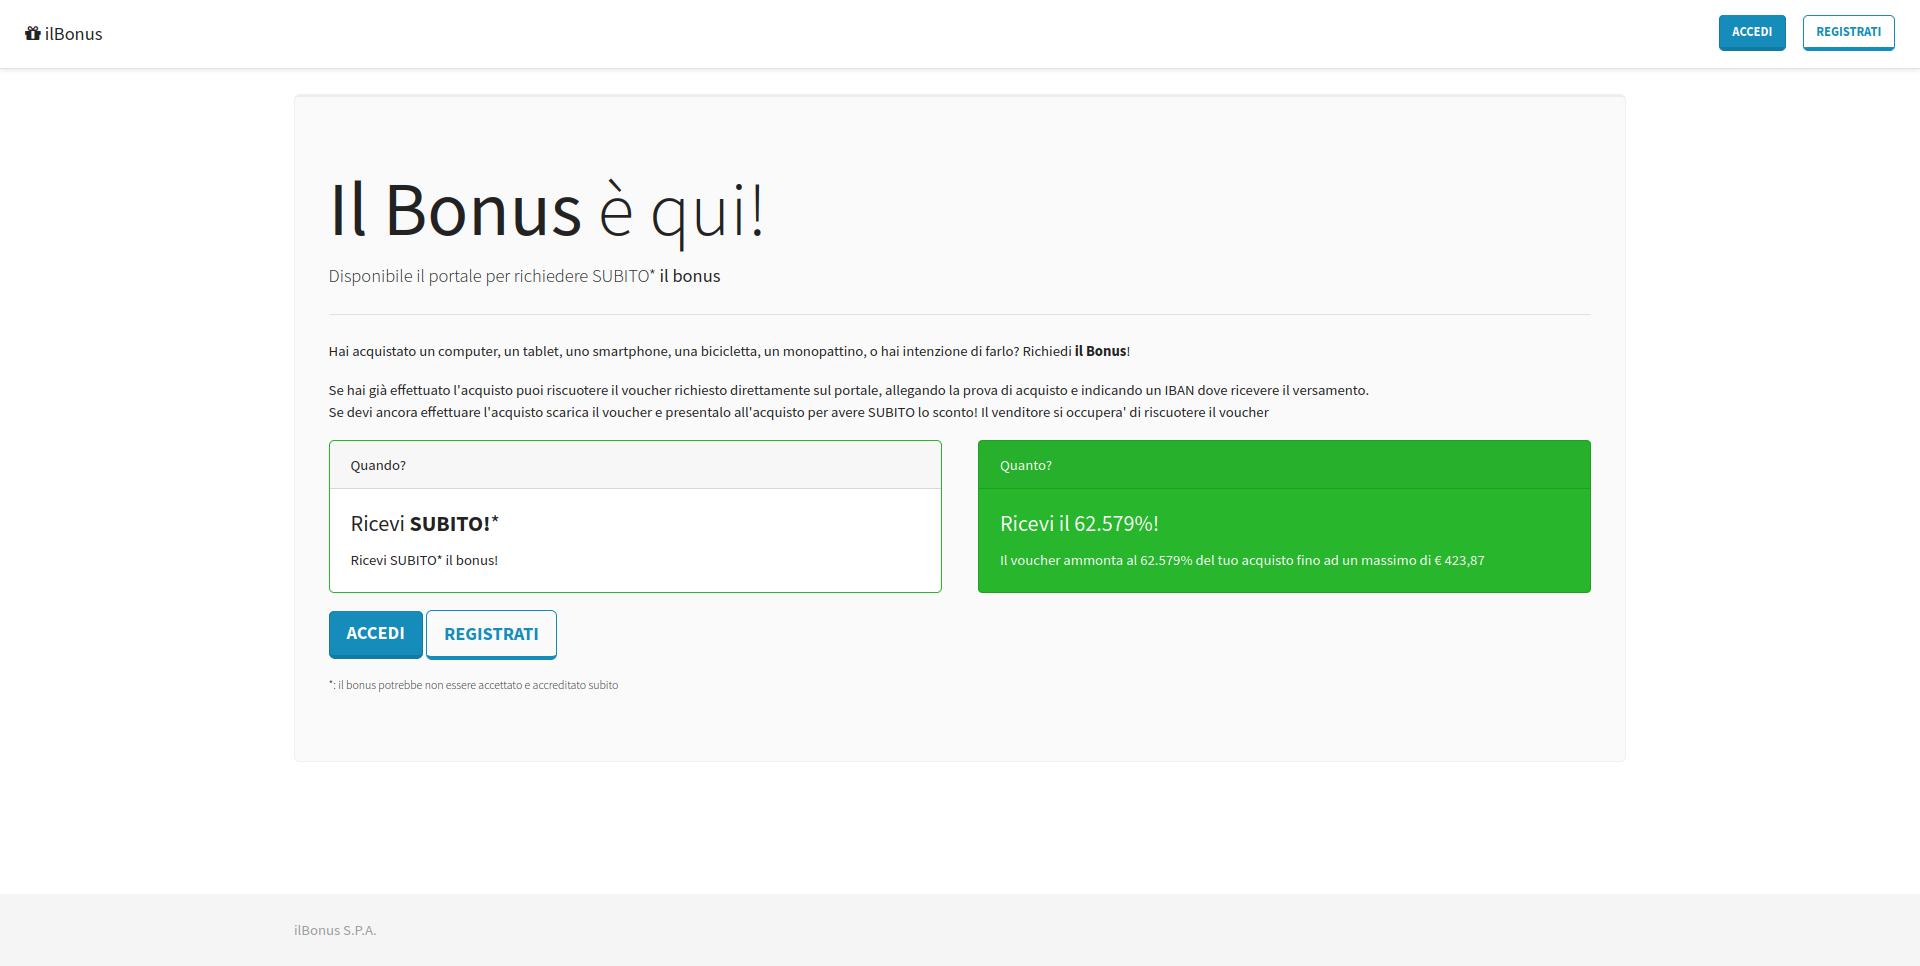 ilBonus
ACCEDI
REGISTRATI
Il Bonus è qui!
Disponibile il portale per richiedere SUBITO* il bonus
Hai acquistato un computer, un tablet, uno smartphone, una bicicletta, un monopattino, o hai intenzione di farlo? Richiedi il Bonus!
Se hai già effettuato l'acquisto puoi riscuotere il voucher richiesto direttamente sul portale, allegando la prova di acquisto e indicando un IBAN dove ricevere il versamento.
Se devi ancora effettuare l'acquisto scarica il voucher e presentalo all'acquisto per avere SUBITO lo sconto! Il venditore si occupera' di riscuotere il voucher
Quando?
Ricevi SUBITO!*
Ricevi SUBITO* il bonus!
Quanto?
Ricevi il 62.579%!
Il voucher ammonta al 62.579% del tuo acquisto fino ad un massimo di € 423,87
ACCEDI
REGISTRATI
*: il bonus potrebbe non essere accettato e accreditato subito
ilBonus S.P.A.